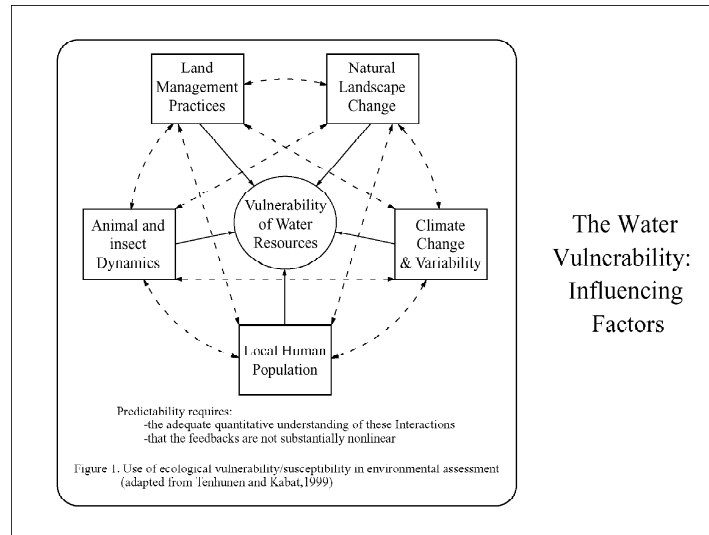 Land
Management
Practices
Natural
Landscape
Change
Vulnerability
of Water
Resources
Animal and
insect
Dynamics
Climate
Change
& Variability
Local Human
Population
The Water
Vulncrability:
Influencing
Factors
Predictability requires:
-the adequate quantitative understanding of these Interactions
-that the feedbacks are not substantially nonlinear
Figure 1. Use of ecological vulnerability/susceptibility in environmental assessment
(adapted from Tenhunen and Kabat,1999)